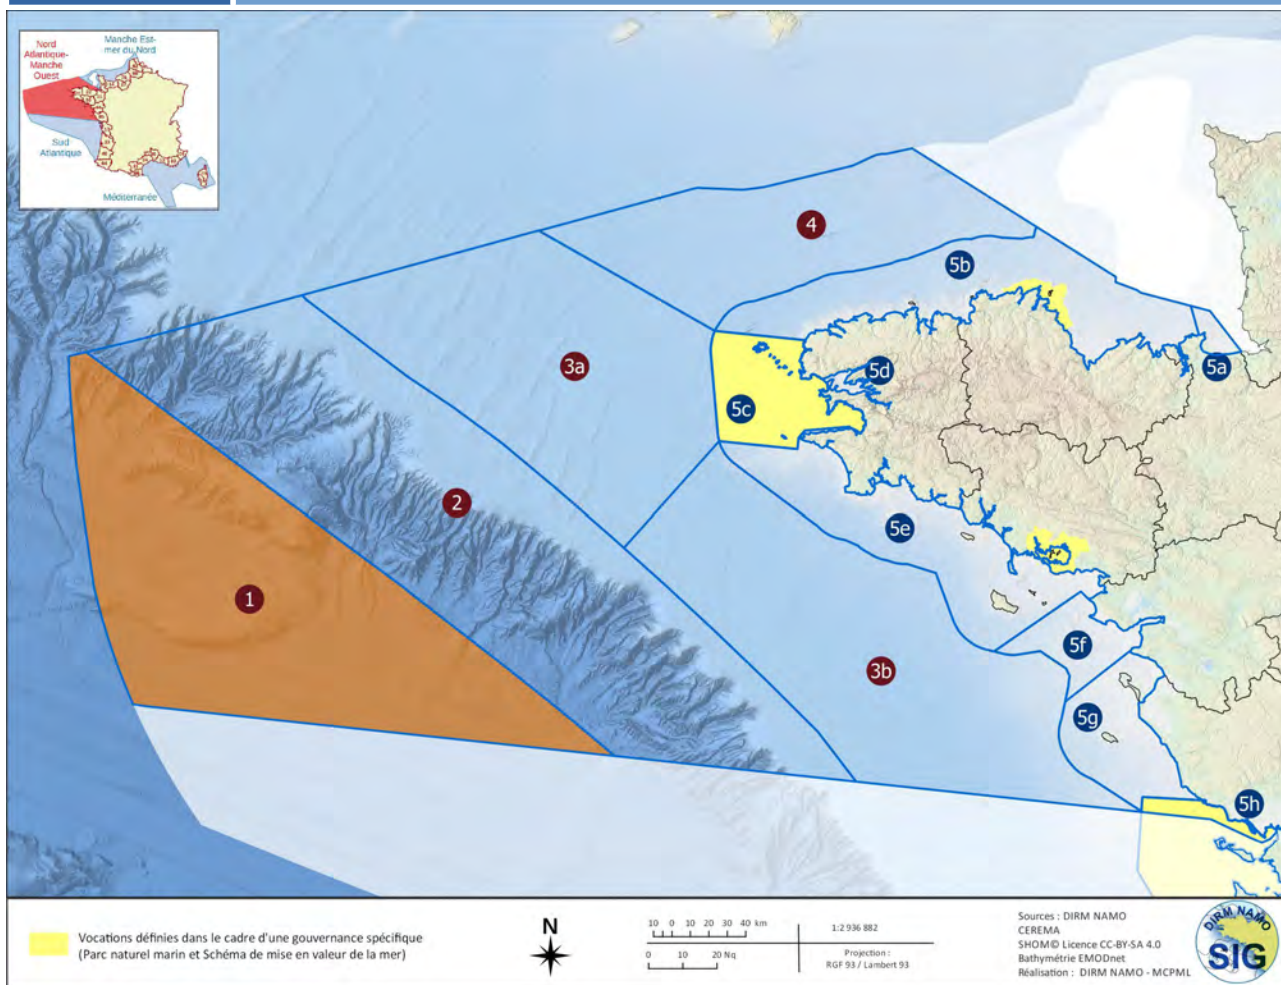 Nord
Atlantique-
Manche
Ouest
Manche Est-
mer du Nord
Sud
Atlantique
Méditerranée
4
5b
3a
5d
5a
5c
2
5e
1
5f
3b
5g
5h
Vocations définies dans le cadre d'une gouvernance spécifique
(Parc naturel marin et Schéma de mise en valeur de la mer)
N
10 0 10 20 30 40 km
0 10 20 Nq
1:2 936 882
Projection :
RGF 93 / Lambert 93
Sources : DIRM NAMO
CEREMA
SHOM© Licence CC-BY-SA 4.0
Bathymétrie EMODnet
Réalisation : DIRM NAMO - MCPML
DIRM NAMO
SIG